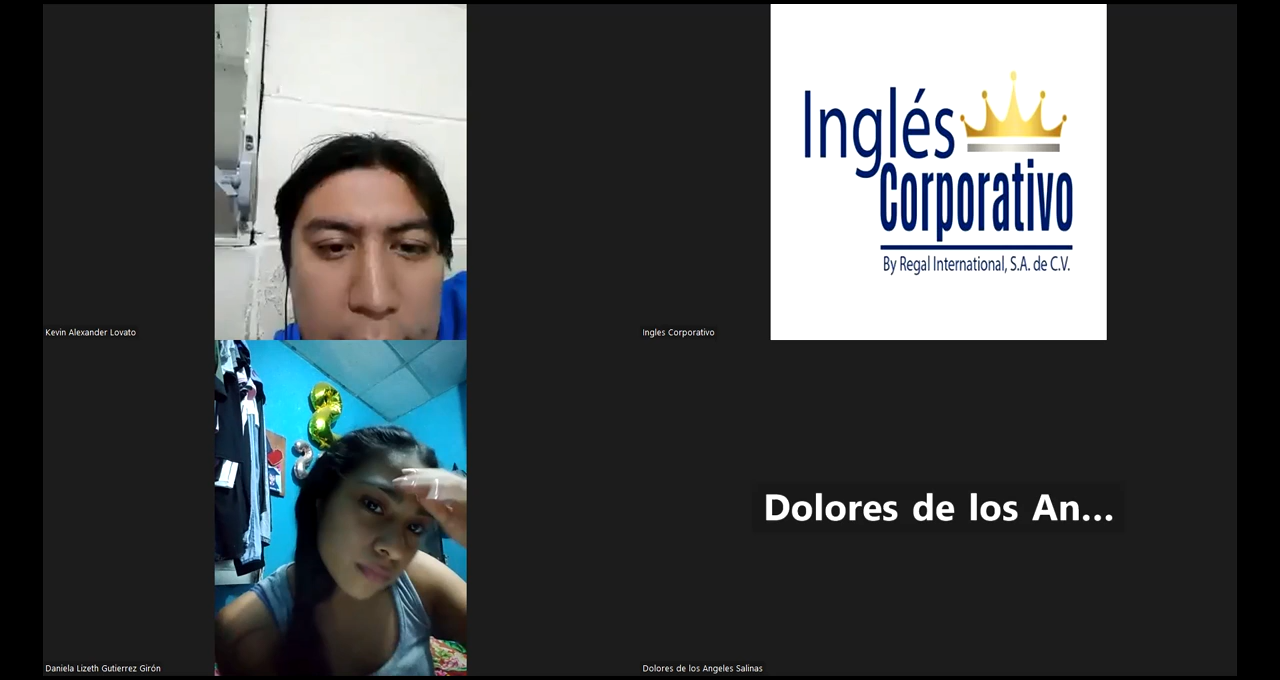 Inglés
Corporativo
By Regal International, S.A. de C.V.
Kevin Alexander Lovato
Ingles Corporativo
Dolores de los An...
Daniela Lizeth Gutierrez Girón
Dolores de los Angeles Salinas